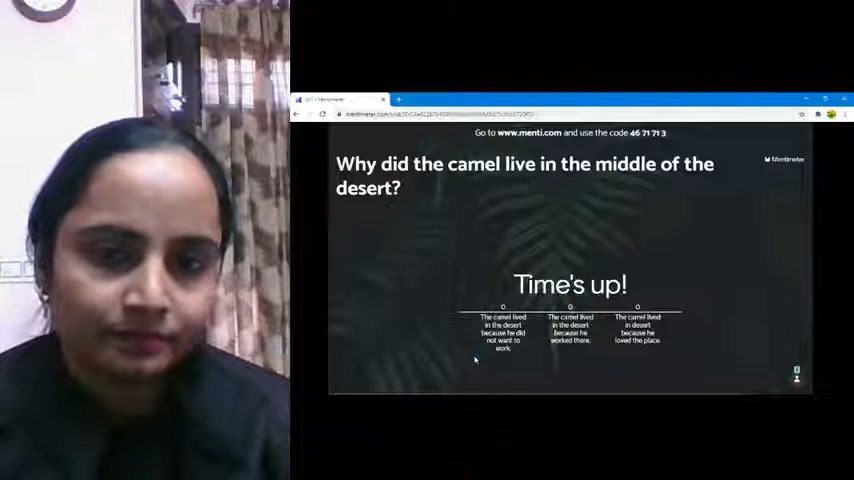 Go to www.menti.com and use the code 46 71 71 3
Mentimeter
Why did the camel live in the middle of the
desert?
Time's up!
0 0 0
The camel lived
in the desert
because he did
not want to
work.
The camel lived
in the desert
because he
worked there.
The camel lived
in desert
because he
loved the place.